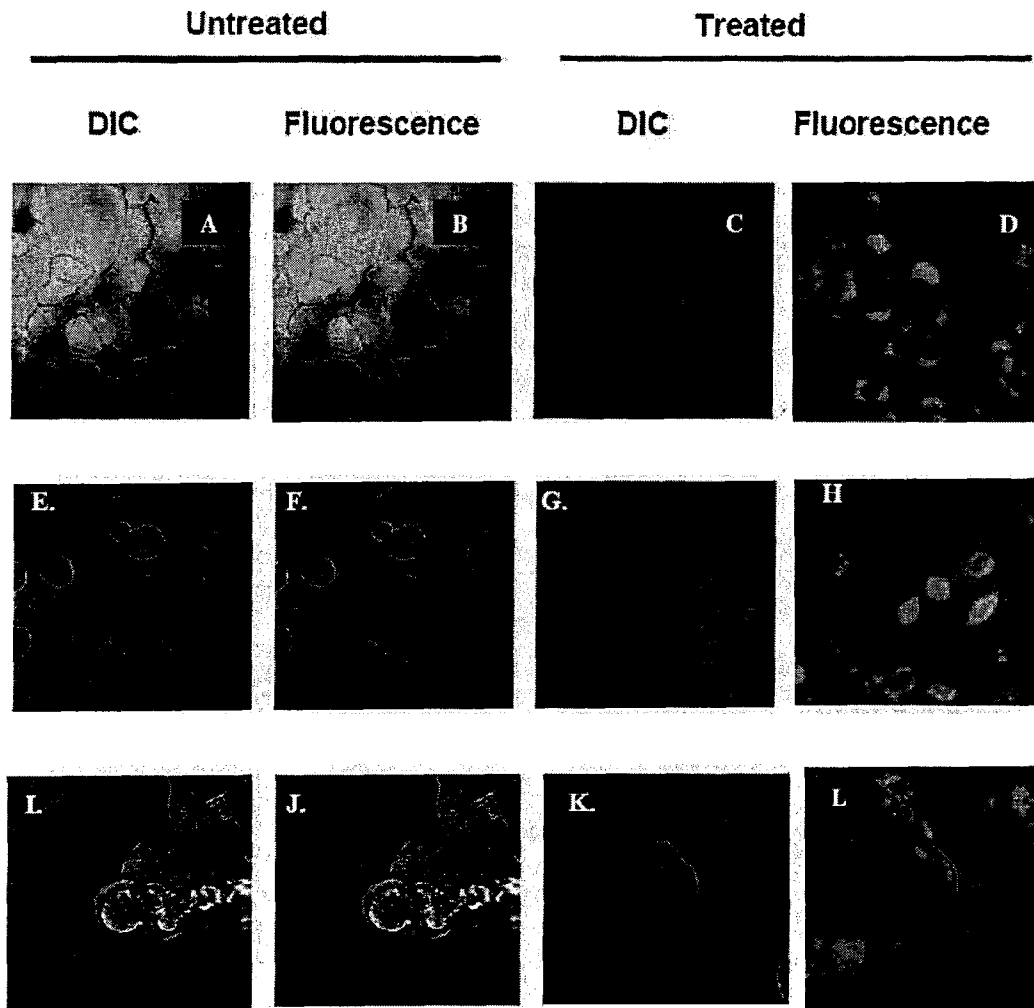 Untreated Treated
DIC Fluorescence DIC Fluorescence
A B C D
E. F. G. H
I. J. K. L